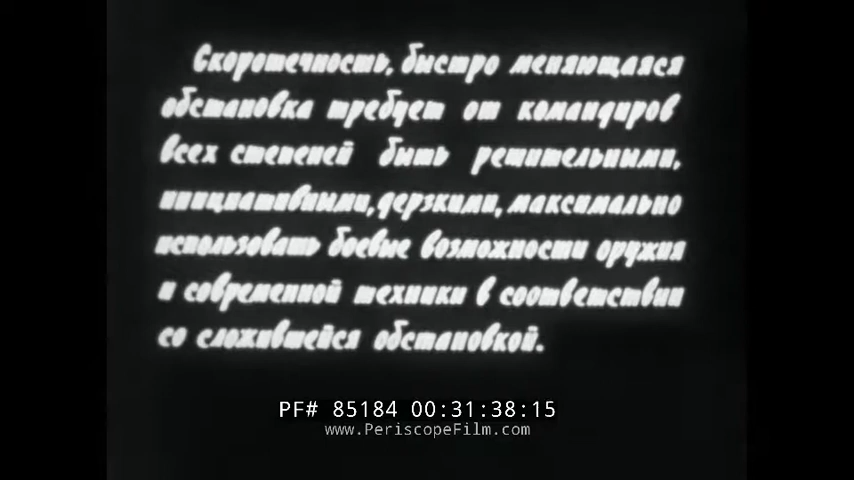 Скоротечность, быстро меняющаяся
обстановка требует от командиров
всех степеней быть решительными,
инициативными, дерзкими, максимально
использовать боевые возможности оружия
и современной техники в соответствии
со сложившейся обстановкой.
PF# 85184 00:31:38:15
www.PeriscopeFilm.com